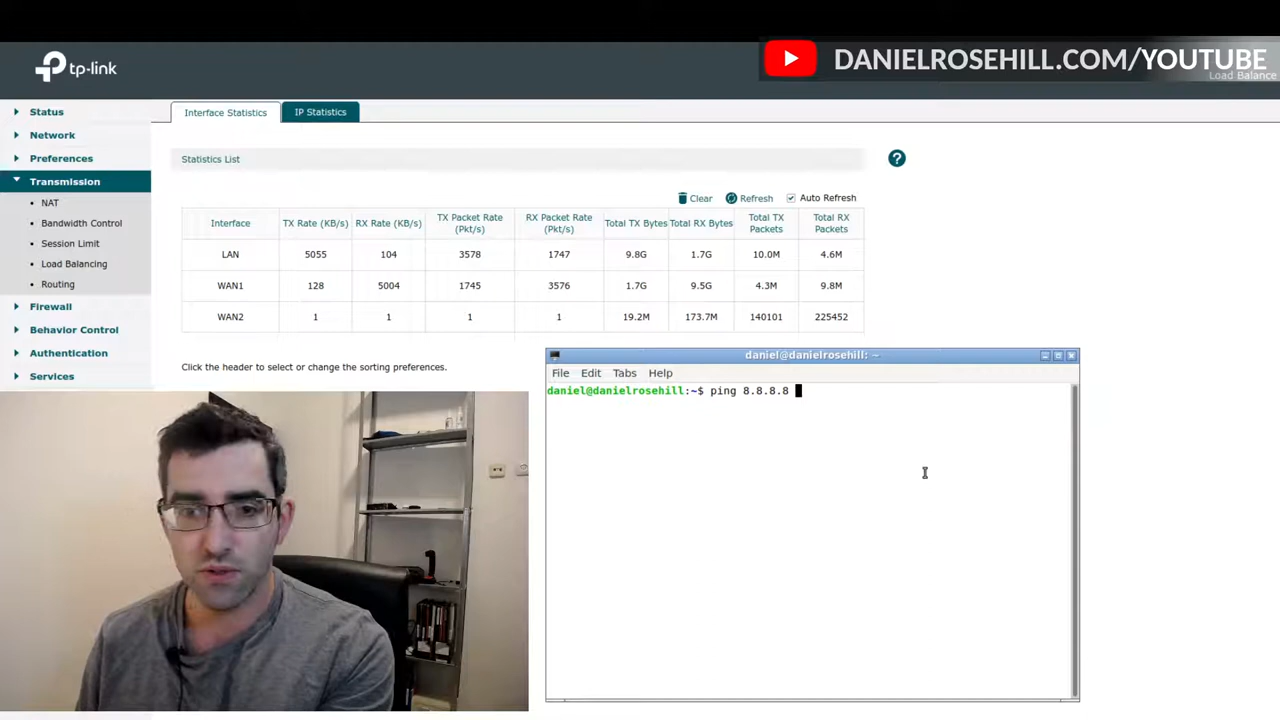 tp-link
DANIELROSEHILL.COM/YOUTUBE
Load Balance
Status
Network
Preferences
Transmission
NAT
Bandwidth Control
Session Limit
Load Balancing
Routing
Firewall
Behavior Control
Authentication
Services
Interface Statistics IP Statistics
Statistics List
?
Clear Refresh Auto Refresh
Interface TX Rate (KB/s) RX Rate (KB/s) TX Packet Rate (Pkt/s) RX Packet Rate (Pkt/s) Total TX Bytes Total RX Bytes Total TX Packets Total RX Packets
LAN 5055 104 3578 1747 9.8G 1.7G 10.0M 4.6M
WAN1 128 5004 1745 3576 1.7G 9.5G 4.3M 9.8M
WAN2 1 1 1 1 19.2M 173.7M 140101 225452
Click the header to select or change the sorting preferences.
daniel@danielrosehill: ~
File Edit Tabs Help
daniel@danielrosehill:~$ ping 8.8.8.8